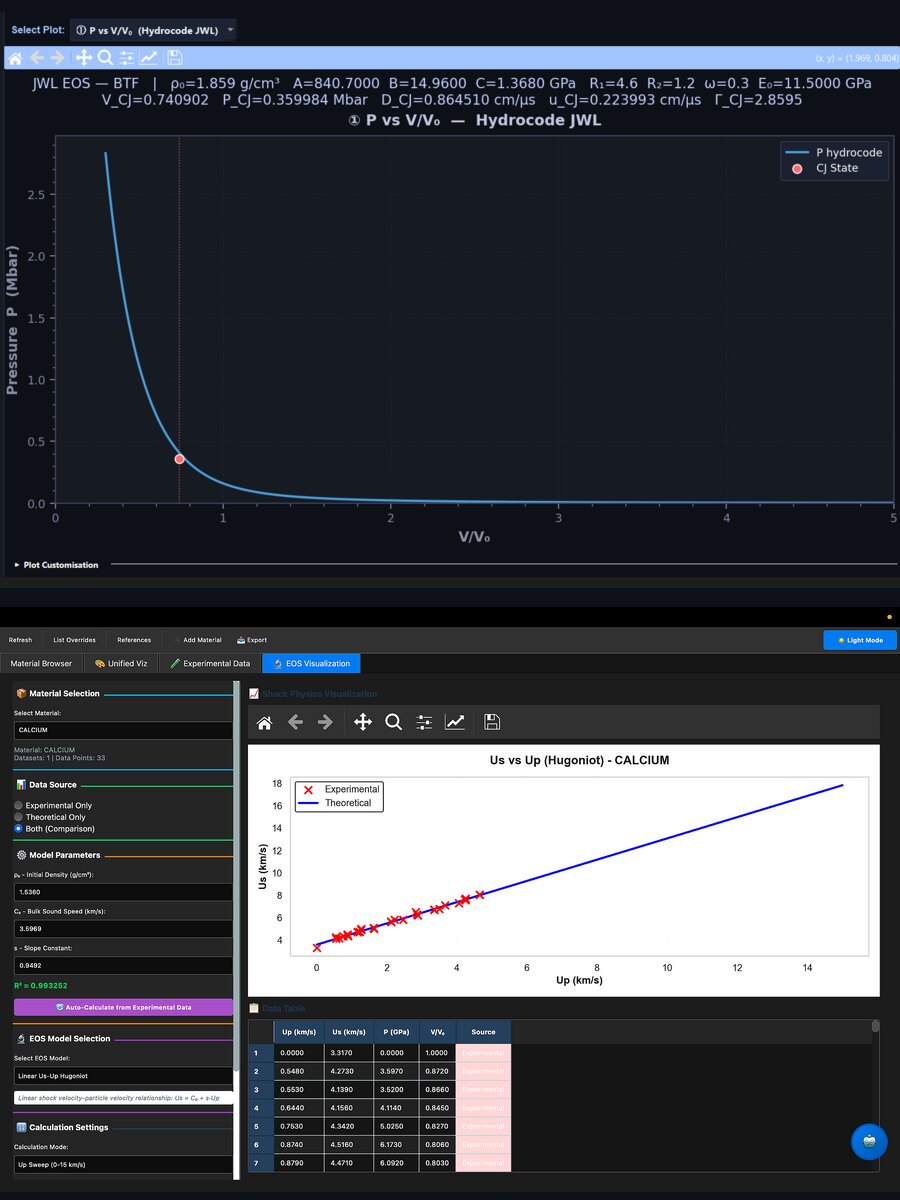 Select Plot: ① P vs V/V₀ (Hydrocode JWL)
(x, y) = (1.969, 0.804)
JWL EOS — BTF | ρ₀=1.859 g/cm³ A=840.7000 B=14.9600 C=1.3680 GPa R₁=4.6 R₂=1.2 ω=0.3 E₀=11.5000 GPa
V_CJ=0.740902 P_CJ=0.359984 Mbar D_CJ=0.864510 cm/μs u_CJ=0.223993 cm/μs Γ_CJ=2.8595
① P vs V/V₀ — Hydrocode JWL
P hydrocode
CJ State
Pressure P (Mbar)
2.5
2.0
1.5
1.0
0.5
0.0
0 1 2 3 4 5
V/V₀
▸ Plot Customisation
Refresh List Overrides References Add Material Export
Light Mode
Material Browser Unified Viz Experimental Data EOS Visualization
Material Selection
Select Material:
CALCIUM
Material: CALCIUM
Datasets: 1 | Data Points: 33
Data Source
Experimental Only
Theoretical Only
Both (Comparison)
Model Parameters
ρ₀ - Initial Density (g/cm³):
1.5360
C₀ - Bulk Sound Speed (km/s):
3.5969
s - Slope Constant:
0.9492
R² = 0.993252
Auto-Calculate from Experimental Data
EOS Model Selection
Select EOS Model:
Linear Us-Up Hugoniot
Linear shock velocity-particle velocity relationship: Us = C₀ + s·Up
Calculation Settings
Calculation Mode:
Up Sweep (0-15 km/s)
Shock Physics Visualization
Us vs Up (Hugoniot) - CALCIUM
Experimental
Theoretical
Us (km/s)
18
16
14
12
10
8
6
4
0 2 4 6 8 10 12 14
Up (km/s)
Data Table
Up (km/s) Us (km/s) P (GPa) V/V₀ Source
1 0.0000 3.3170 0.0000 1.0000 Experimental
2 0.5480 4.2730 3.5970 0.8720 Experimental
3 0.5530 4.1390 3.5200 0.8660 Experimental
4 0.6440 4.1560 4.1140 0.8450 Experimental
5 0.7530 4.3420 5.0250 0.8270 Experimental
6 0.8740 4.5160 6.1730 0.8060 Experimental
7 0.8790 4.4710 6.0920 0.8030 Experimental